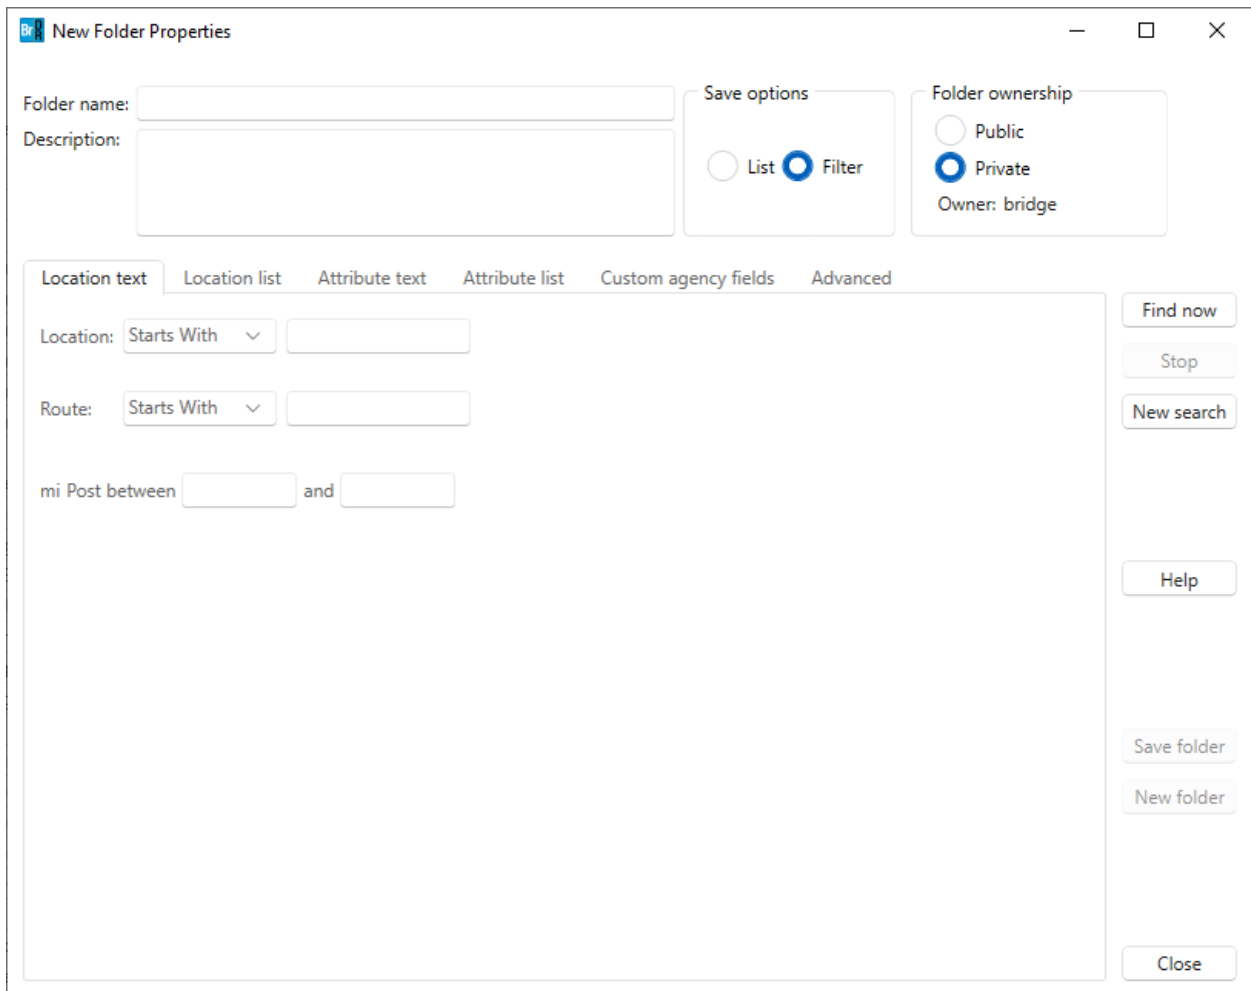 Br DR New Folder Properties
Folder name:
Description:
Save options
List Filter
Folder ownership
Public
Private
Owner: bridge
Location text Location list Attribute text Attribute list Custom agency fields Advanced
Location: Starts With
Route: Starts With
mi Post between and
Find now
Stop
New search
Help
Save folder
New folder
Close